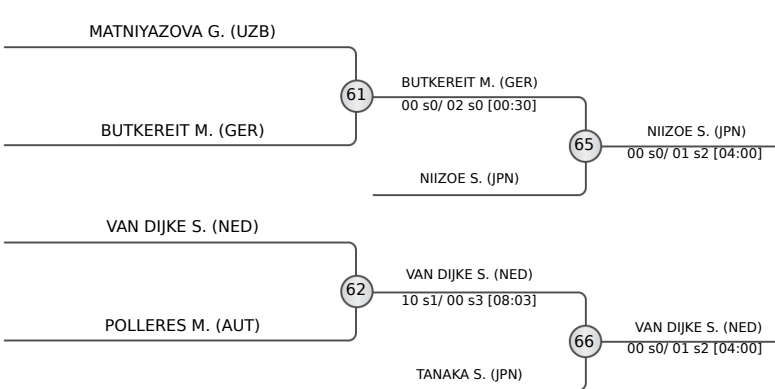 MATNIYAZOVA G. (UZB)
61
BUTKEREIT M. (GER)
00 s0/ 02 s0 [00:30]
BUTKEREIT M. (GER)
65
NIIZOE S. (JPN)
00 s0/ 01 s2 [04:00]
NIIZOE S. (JPN)
VAN DIJKE S. (NED)
62
VAN DIJKE S. (NED)
10 s1/ 00 s3 [08:03]
POLLERES M. (AUT)
66
VAN DIJKE S. (NED)
00 s0/ 01 s2 [04:00]
TANAKA S. (JPN)